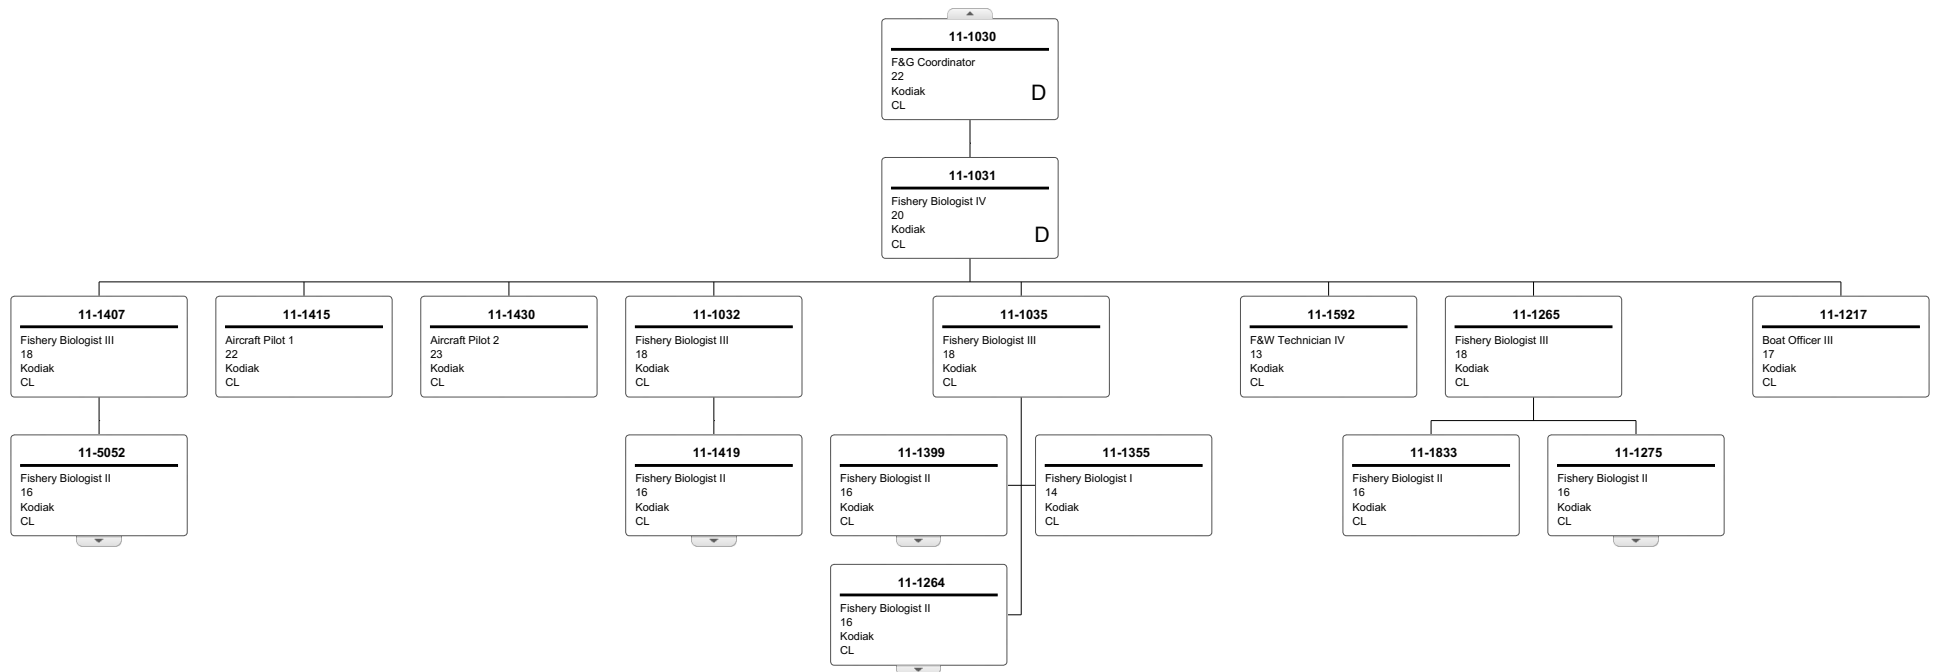 11-1030
F&G Coordinator
22
Kodiak
CL
D
11-1031
Fishery Biologist IV
20
Kodiak
CL
D
11-1407
Fishery Biologist III
18
Kodiak
CL
11-1415
Aircraft Pilot 1
22
Kodiak
CL
11-1430
Aircraft Pilot 2
23
Kodiak
CL
11-1032
Fishery Biologist III
18
Kodiak
CL
11-1035
Fishery Biologist III
18
Kodiak
CL
11-1592
F&W Technician IV
13
Kodiak
CL
11-1265
Fishery Biologist III
18
Kodiak
CL
11-1217
Boat Officer III
17
Kodiak
CL
11-5052
Fishery Biologist II
16
Kodiak
CL
11-1419
Fishery Biologist II
16
Kodiak
CL
11-1399
Fishery Biologist II
16
Kodiak
CL
11-1355
Fishery Biologist I
14
Kodiak
CL
11-1833
Fishery Biologist II
16
Kodiak
CL
11-1275
Fishery Biologist II
16
Kodiak
CL
11-1264
Fishery Biologist II
16
Kodiak
CL